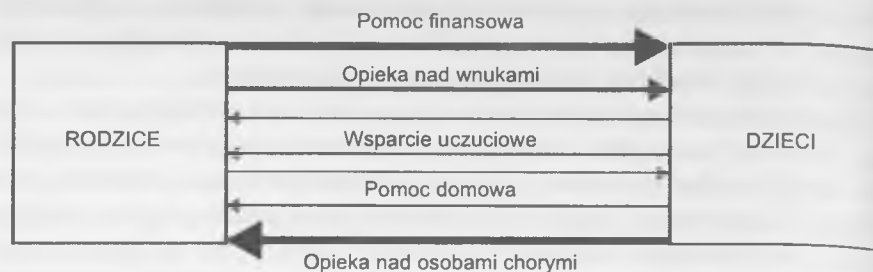 Pomoc finansowa
Opieka nad wnukami
RODZICE
Wsparcie uczuciowe
DZIECI
Pomoc domowa
Opieka nad osobami chorymi